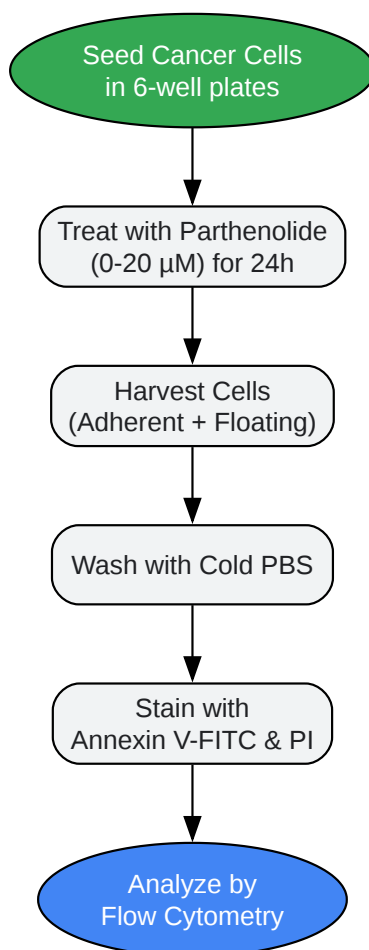 Seed Cancer Cells
in 6-well plates
Treat with Parthenolide
(0-20 µM) for 24h
Harvest Cells
(Adherent + Floating)
Wash with Cold PBS
Stain with
Annexin V-FITC & PI
Analyze by
Flow Cytometry